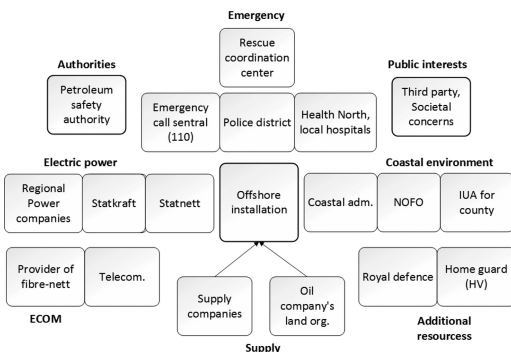 Emergency
Rescue
coordination
center
Authorities
Petroleum
safety
authority
Public interests
Third party,
Societal
concerns
Emergency
call sentral
(110)
Police district
Health North,
local hospitals
Electric power
Regional
Power
companies
Statkraft
Statnett
Offshore
installation
Coastal environment
Coastal adm.
NOFO
IUA for
county
Provider of
fibre-nett
Telecom.
ECOM
Supply
companies
Oil
company's
land org.
Supply
Royal defence
Home guard
(HV)
Additional
resourcess